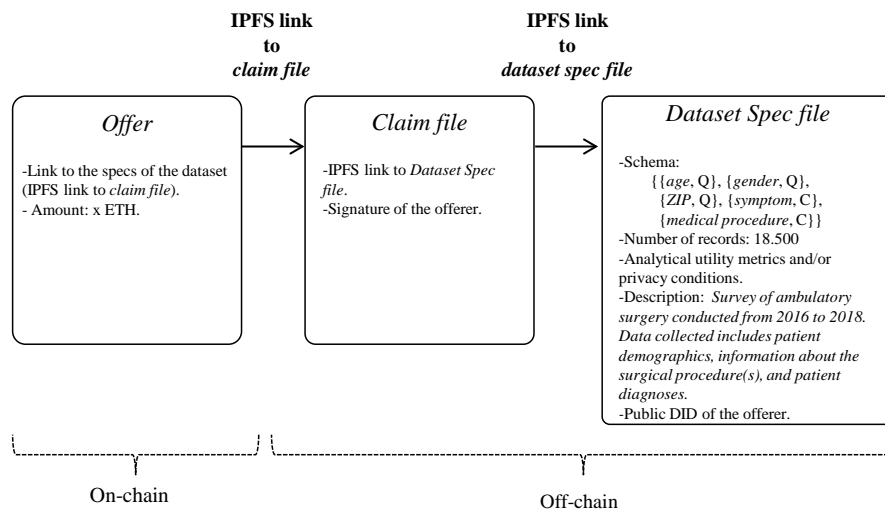 IPFS link
to
claim file
IPFS link
to
dataset spec file
Offer
-Link to the specs of the dataset
(IPFS link to claim file).
- Amount: x ETH.
Claim file
-IPFS link to Dataset Spec
file.
-Signature of the offerer.
Dataset Spec file
-Schema:
{{age, Q}, {gender, Q},
{ZIP, Q}, {symptom, C},
{medical procedure, C}}
-Number of records: 18.500
-Analytical utility metrics and/or
privacy conditions.
-Description: Survey of ambulatory
surgery conducted from 2016 to 2018.
Data collected includes patient
demographics, information about the
surgical procedure(s), and patient
diagnoses.
-Public DID of the offerer.
On-chain
Off-chain